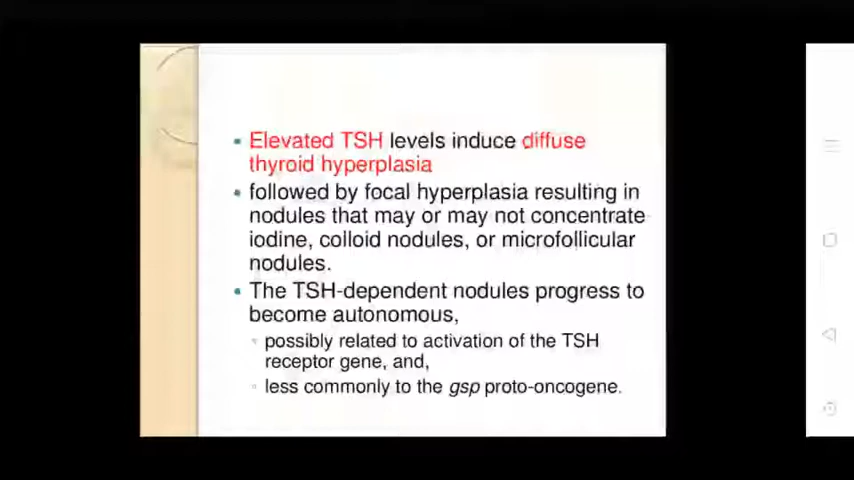 Elevated TSH levels induce diffuse
thyroid hyperplasia
followed by focal hyperplasia resulting in
nodules that may or may not concentrate
iodine, colloid nodules, or microfollicular
nodules.
The TSH-dependent nodules progress to
become autonomous,
possibly related to activation of the TSH
receptor gene, and,
less commonly to the gsp proto-oncogene.